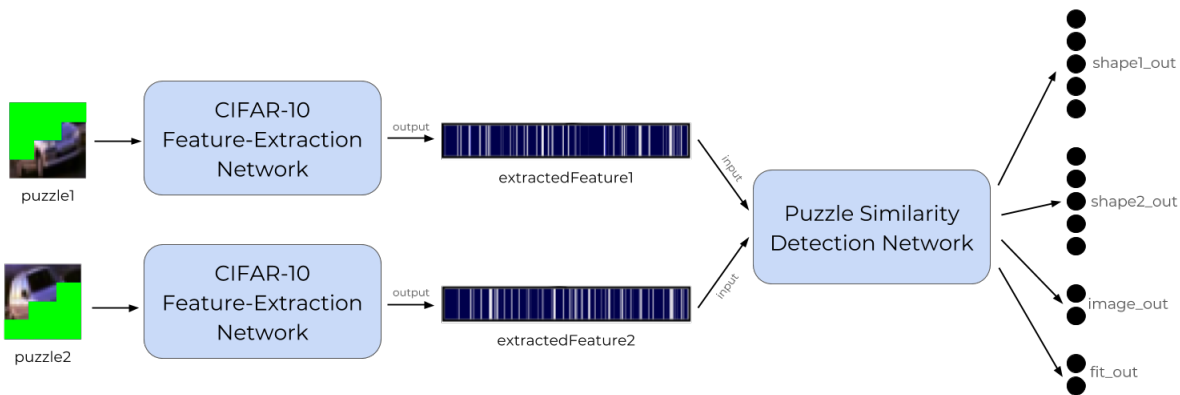 puzzle1
CIFAR-10
Feature-Extraction
Network
output
extractedFeature1
input
puzzle2
CIFAR-10
Feature-Extraction
Network
output
extractedFeature2
input
Puzzle Similarity
Detection Network
shape1_out
shape2_out
image_out
fit_out